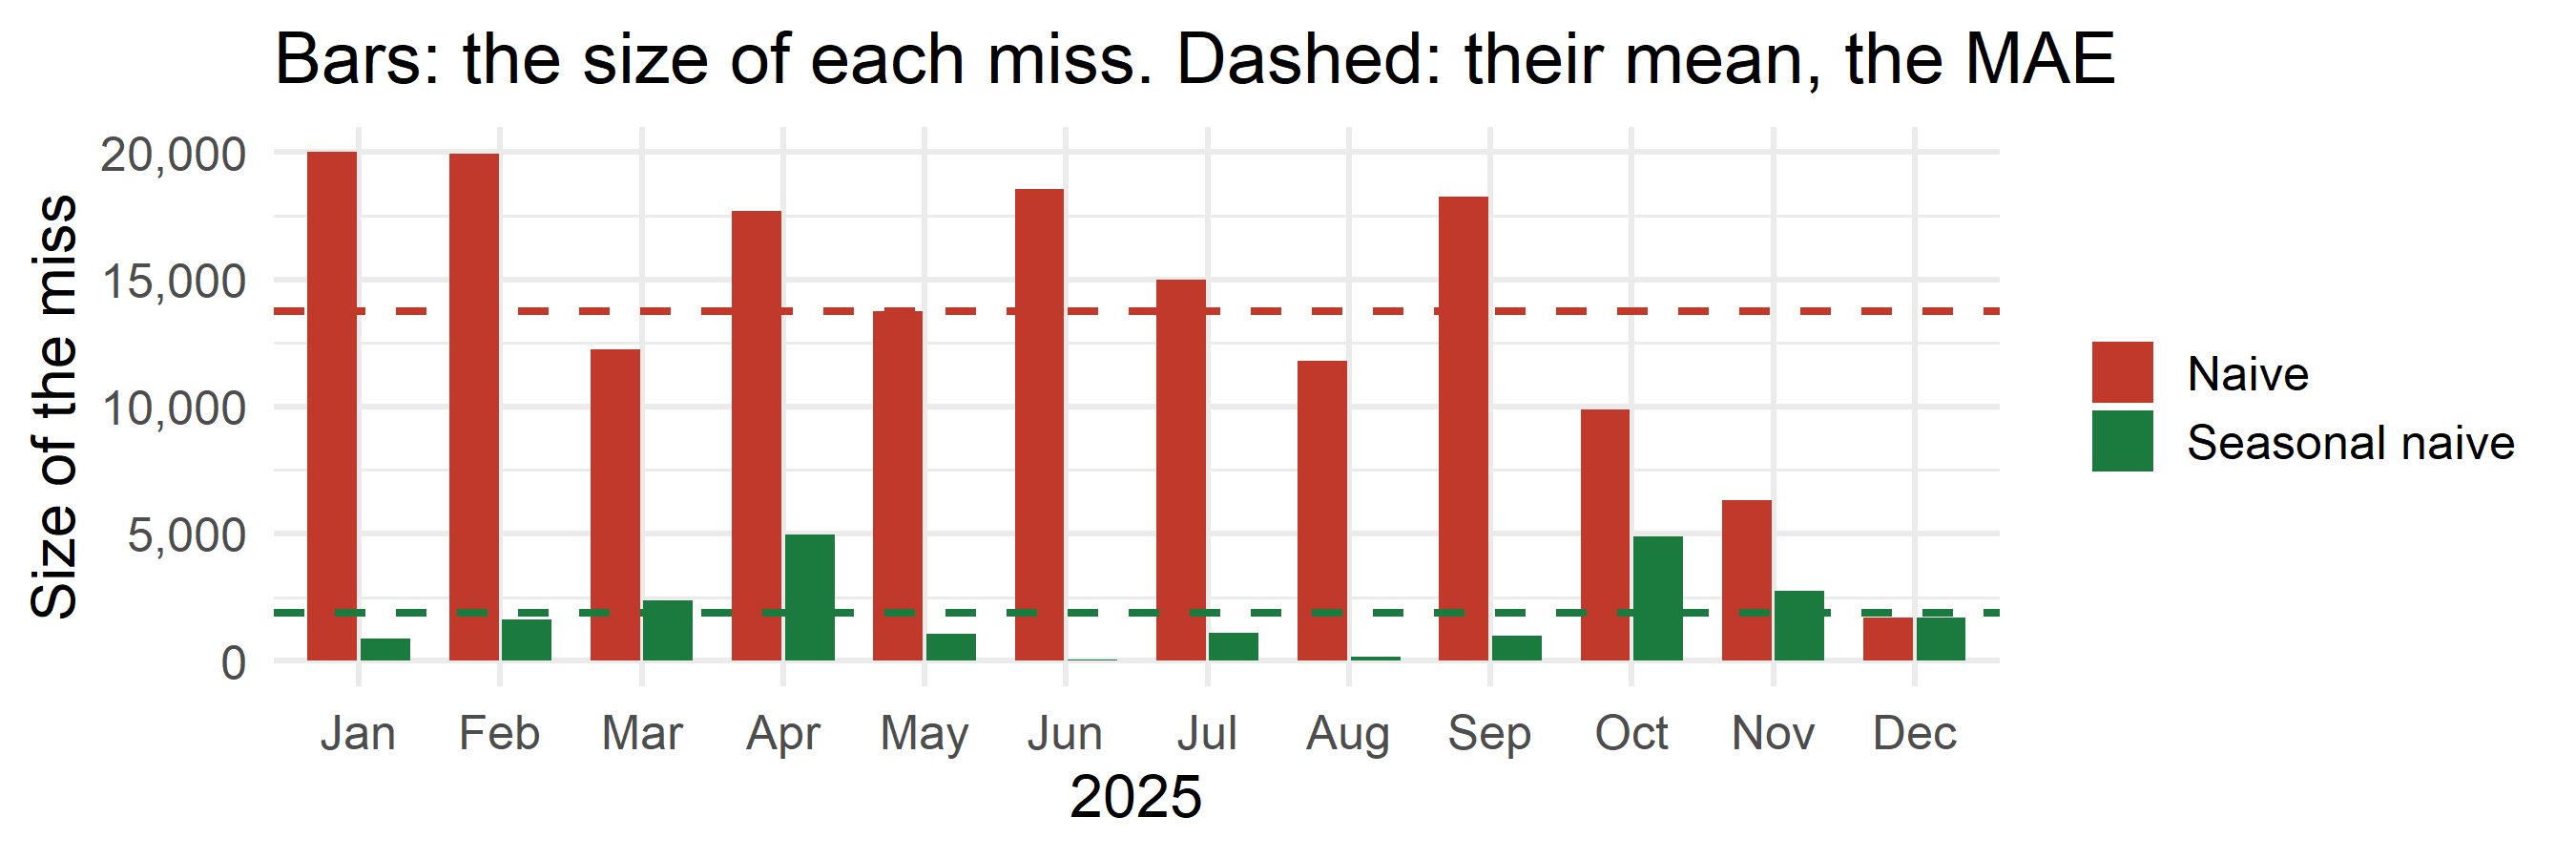 Bars: the size of each miss. Dashed: their mean, the MAE
Size of the miss
20,000
15,000
10,000
5,000
0
Jan Feb Mar Apr May Jun Jul Aug Sep Oct Nov Dec
2025
Naive
Seasonal naive